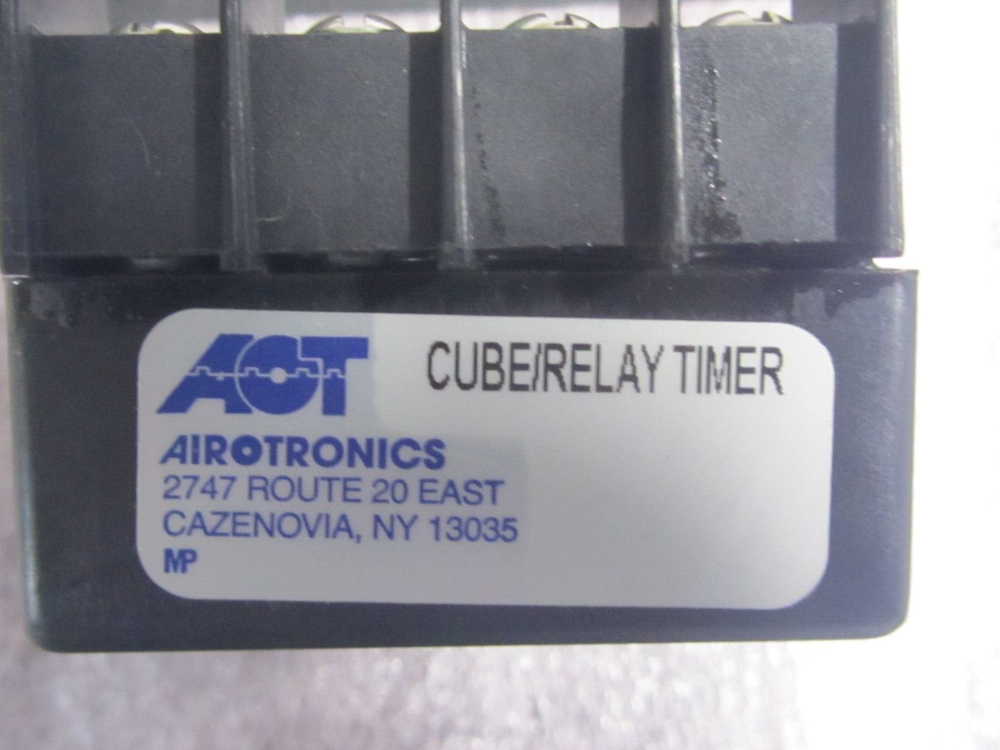 AOT
CUBE/RELAY TIMER
AIROTRONICS
2747 ROUTE 20 EAST
CAZENOVIA, NY 13035
MP